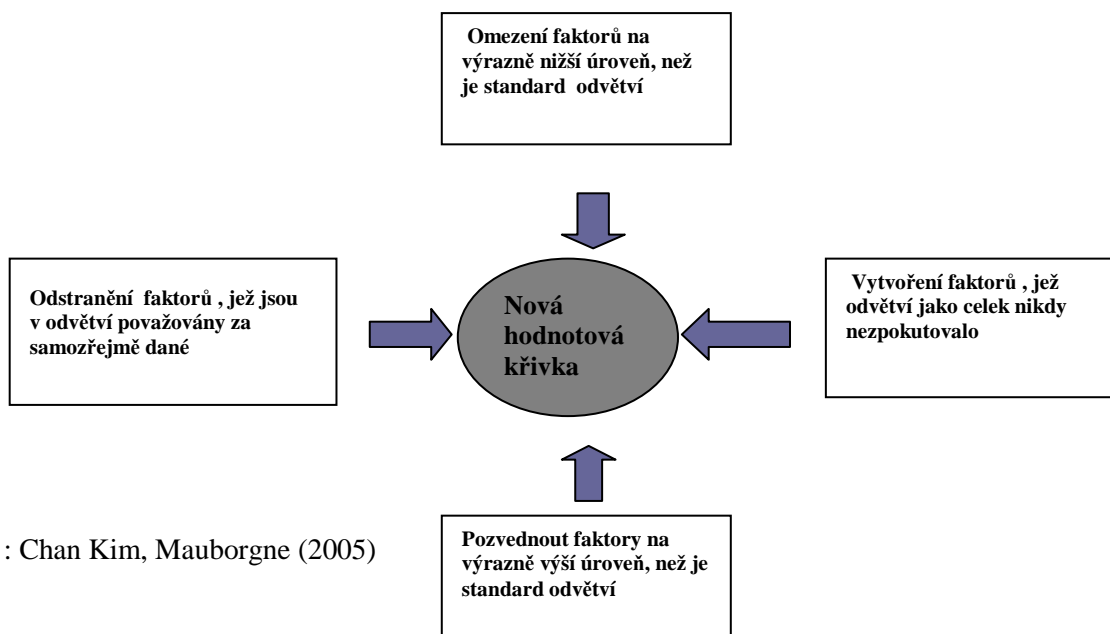 Omezení faktorů na
výrazně nižší úroveň, než
je standard odvětví
Odstranění faktorů , jež jsou
v odvětví považovány za
samozřejmě dané
Nová
hodnotová
křivka
Vytvoření faktorů , jež
odvětví jako celek nikdy
nezpokutovalo
Pozvednout faktory na
výrazně výší úroveň, než je
standard odvětví
: Chan Kim, Mauborgne (2005)